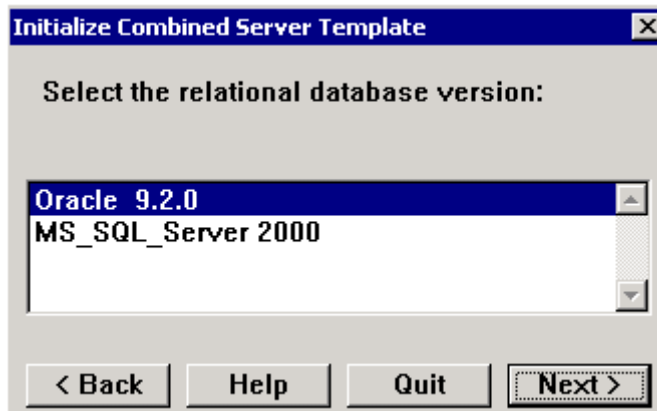 Initialize Combined Server Template
Select the relational database version:
Oracle 9.2.0
MS_SQL_Server 2000
< Back Help Quit Next >